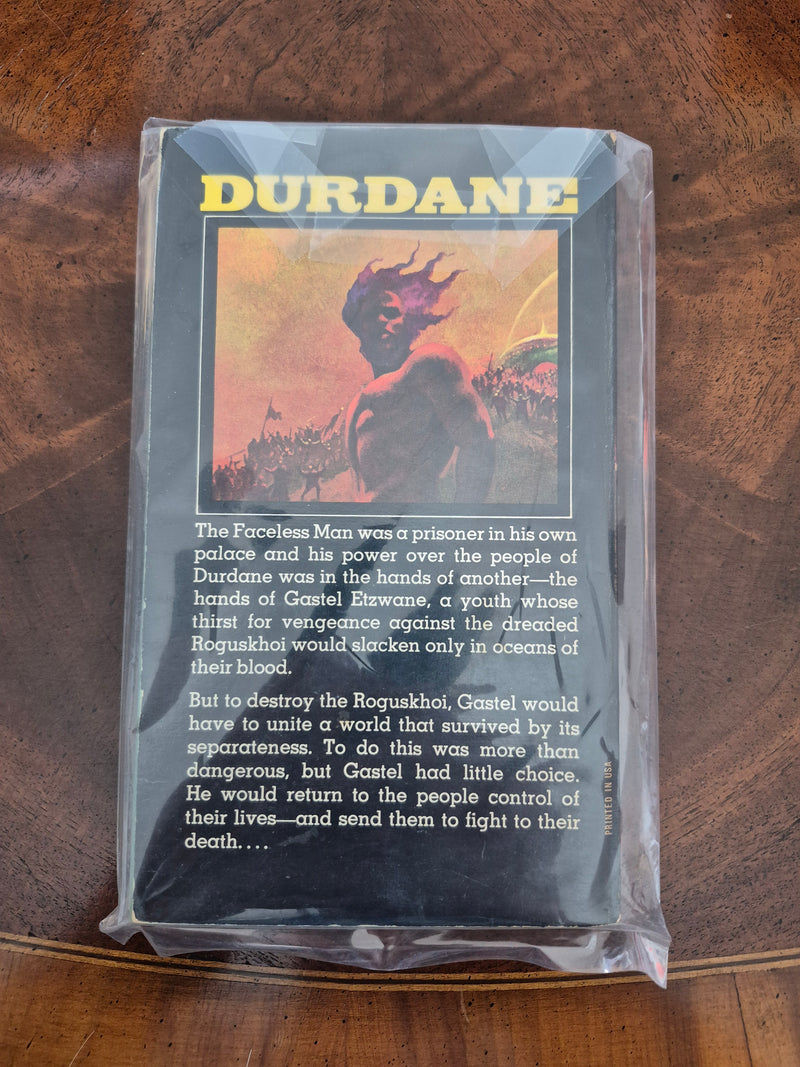 DURDANE
The Faceless Man was a prisoner in his own
palace and his power over the people of
Durdane was in the hands of another—the
hands of Gastel Etzwane, a youth whose
thirst for vengeance against the dreaded
Roguskhoi would slacken only in oceans of
their blood.
But to destroy the Roguskhoi, Gastel would
have to unite a world that survived by its
separateness. To do this was more than
dangerous, but Gastel had little choice.
He would return to the people control of
their lives—and send them to fight to their
death....
PRINTED IN USA